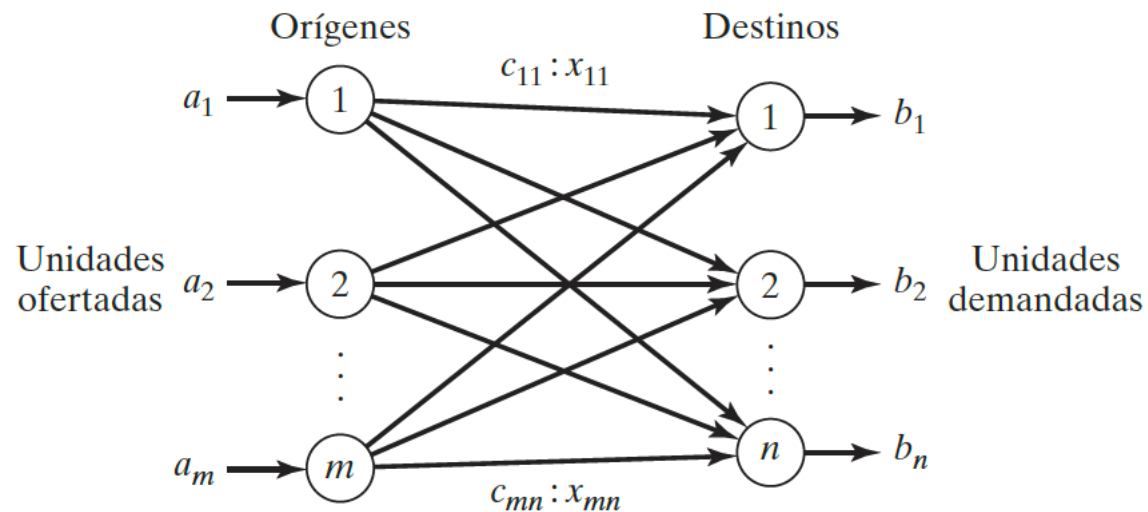 Orígenes
Destinos
c11 : x11
a1
1
1
b1
Unidades
ofertadas
a2
2
2
b2
Unidades
demandadas
am
m
n
bn
cmn : xmn